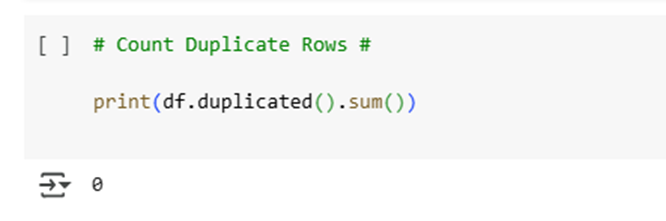 [ ] # Count Duplicate Rows #
print(df.duplicated().sum())
0